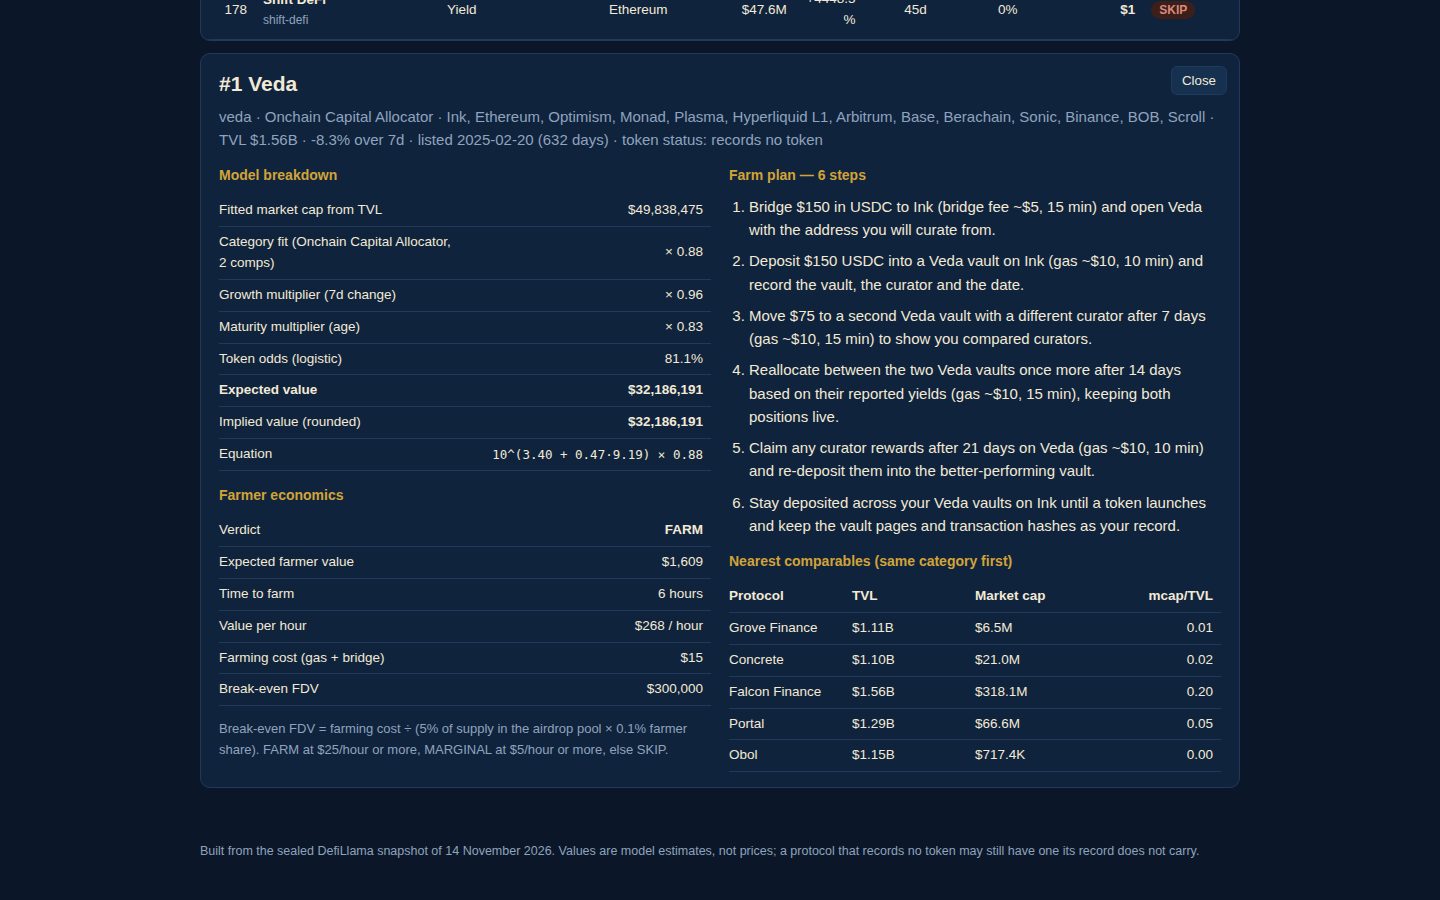 178 Shift DeFi Yield Ethereum $47.6M +4448.5 45d 0% $1 SKIP
shift-defi %
#1 Veda
Close
veda · Onchain Capital Allocator · Ink, Ethereum, Optimism, Monad, Plasma, Hyperliquid L1, Arbitrum, Base, Berachain, Sonic, Binance, BOB, Scroll ·
TVL $1.56B · -8.3% over 7d · listed 2025-02-20 (632 days) · token status: records no token
Model breakdown
Fitted market cap from TVL $49,838,475
Category fit (Onchain Capital Allocator,
2 comps) × 0.88
Growth multiplier (7d change) × 0.96
Maturity multiplier (age) × 0.83
Token odds (logistic) 81.1%
Expected value $32,186,191
Implied value (rounded) $32,186,191
Equation 10^(3.40 + 0.47·9.19) × 0.88
Farmer economics
Verdict FARM
Expected farmer value $1,609
Time to farm 6 hours
Value per hour $268 / hour
Farming cost (gas + bridge) $15
Break-even FDV $300,000
Break-even FDV = farming cost ÷ (5% of supply in the airdrop pool × 0.1% farmer
share). FARM at $25/hour or more, MARGINAL at $5/hour or more, else SKIP.
Farm plan — 6 steps
1. Bridge $150 in USDC to Ink (bridge fee ~$5, 15 min) and open Veda
with the address you will curate from.
2. Deposit $150 USDC into a Veda vault on Ink (gas ~$10, 10 min) and
record the vault, the curator and the date.
3. Move $75 to a second Veda vault with a different curator after 7 days
(gas ~$10, 15 min) to show you compared curators.
4. Reallocate between the two Veda vaults once more after 14 days
based on their reported yields (gas ~$10, 15 min), keeping both
positions live.
5. Claim any curator rewards after 21 days on Veda (gas ~$10, 10 min)
and re-deposit them into the better-performing vault.
6. Stay deposited across your Veda vaults on Ink until a token launches
and keep the vault pages and transaction hashes as your record.
Nearest comparables (same category first)
Protocol TVL Market cap mcap/TVL
Grove Finance $1.11B $6.5M 0.01
Concrete $1.10B $21.0M 0.02
Falcon Finance $1.56B $318.1M 0.20
Portal $1.29B $66.6M 0.05
Obol $1.15B $717.4K 0.00
Built from the sealed DefiLlama snapshot of 14 November 2026. Values are model estimates, not prices; a protocol that records no token may still have one its record does not carry.